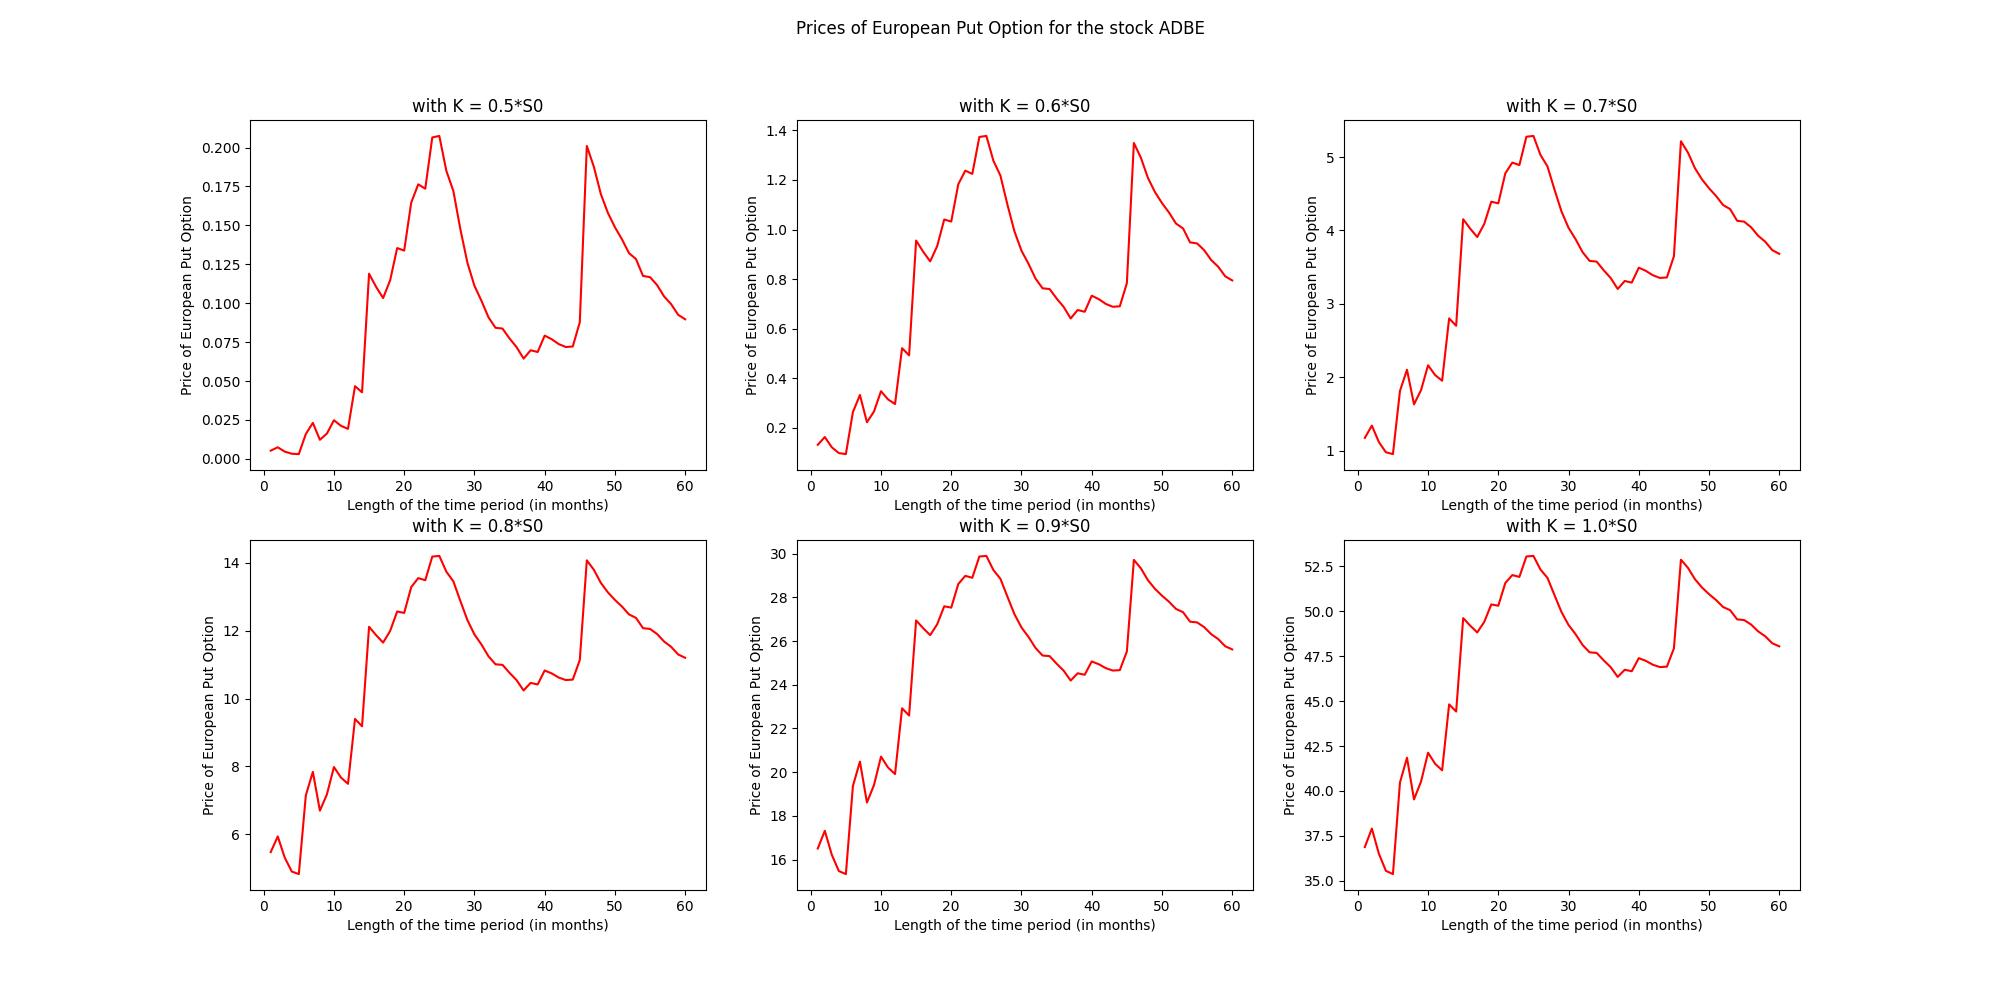 Prices of European Put Option for the stock ADBE
with K = 0.5*S0
Price of European Put Option
0.200
0.175
0.150
0.125
0.100
0.075
0.050
0.025
0.000
0 10 20 30 40 50 60
Length of the time period (in months)
with K = 0.6*S0
Price of European Put Option
1.4
1.2
1.0
0.8
0.6
0.4
0.2
0 10 20 30 40 50 60
Length of the time period (in months)
with K = 0.7*S0
Price of European Put Option
5
4
3
2
1
0 10 20 30 40 50 60
Length of the time period (in months)
with K = 0.8*S0
Price of European Put Option
14
12
10
8
6
0 10 20 30 40 50 60
Length of the time period (in months)
with K = 0.9*S0
Price of European Put Option
30
28
26
24
22
20
18
16
0 10 20 30 40 50 60
Length of the time period (in months)
with K = 1.0*S0
Price of European Put Option
52.5
50.0
47.5
45.0
42.5
40.0
37.5
35.0
0 10 20 30 40 50 60
Length of the time period (in months)